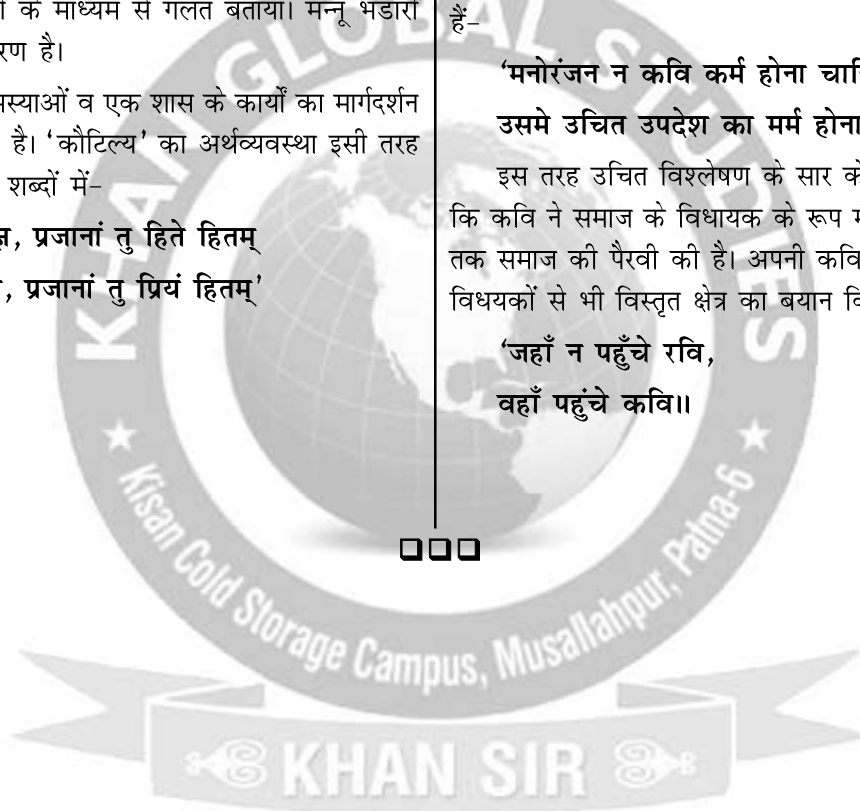 के माध्यम से गलत बताया। मन्नू भंडारी
रण है।
स्याओं व एक शास के कार्यों का मार्गदर्शन
है। ‘कौटिल्य’ का अर्थव्यवस्था इसी तरह
शब्दों में–
प्रजानां तु हिते हितम्
प्रजानां तु प्रियं हितम्’
हैं–
‘मनोरंजन न कवि कर्म होना चाहि
उसमे उचित उपदेश का मर्म होना
इस तरह उचित विश्लेषण के सार के
कि कवि ने समाज के विधायक के रूप म
तक समाज की पैरवी की है। अपनी कवि
विधयकों से भी विस्तृत क्षेत्र का बयान वि
‘जहाँ न पहुँचे रवि,
वहाँ पहुंचे कवि॥
KHAN GLOBAL STUDIES
Kisan Cold Storage Campus, Musallahpur, Patna-6
KHAN SIR